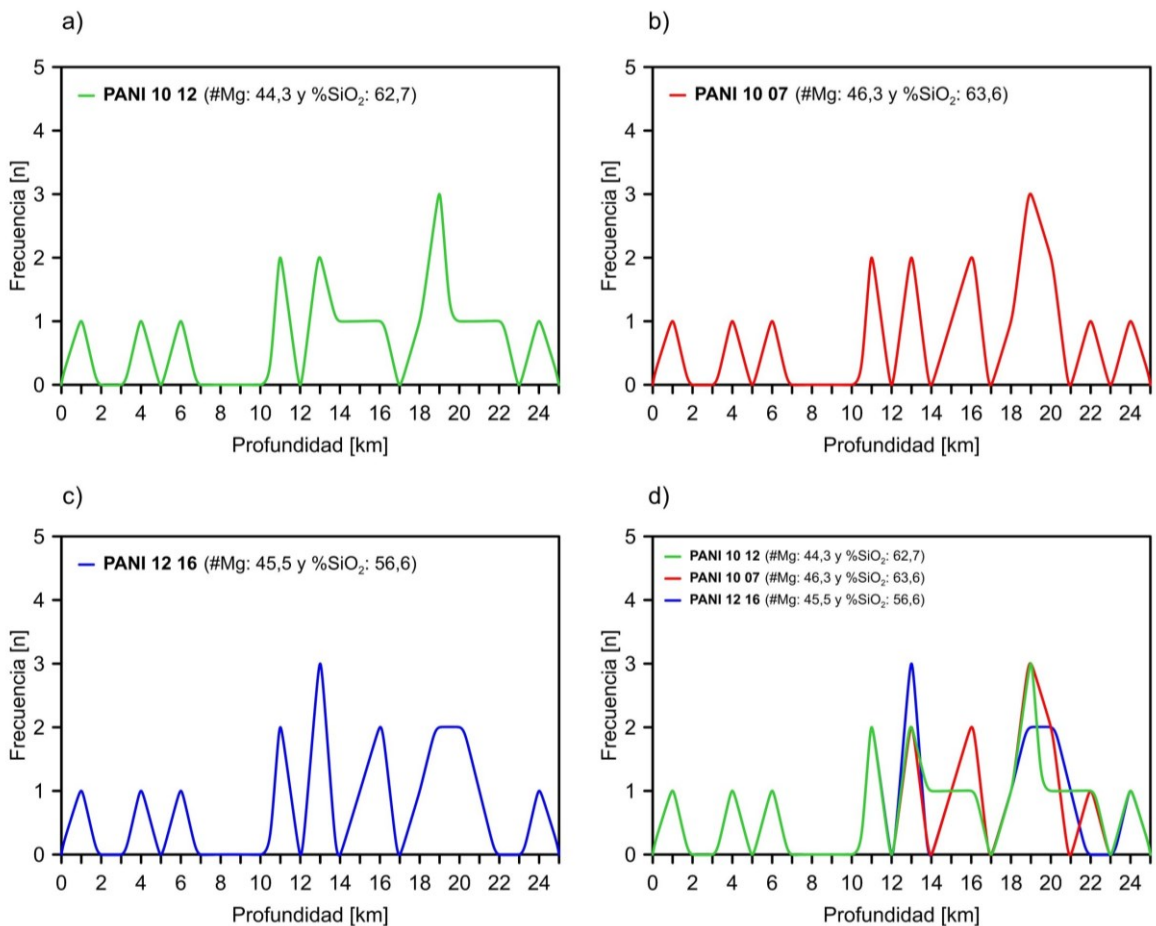 a)
5
4
3
2
1
0
Frecuencia [n]
PANI 10 12 (#Mg: 44,3 y %SiO₂: 62,7)
0 2 4 6 8 10 12 14 16 18 20 22 24
Profundidad [km]
b)
5
4
3
2
1
0
Frecuencia [n]
PANI 10 07 (#Mg: 46,3 y %SiO₂: 63,6)
0 2 4 6 8 10 12 14 16 18 20 22 24
Profundidad [km]
c)
5
4
3
2
1
0
Frecuencia [n]
PANI 12 16 (#Mg: 45,5 y %SiO₂: 56,6)
0 2 4 6 8 10 12 14 16 18 20 22 24
Profundidad [km]
d)
5
4
3
2
1
0
Frecuencia [n]
PANI 10 12 (#Mg: 44,3 y %SiO₂: 62,7)
PANI 10 07 (#Mg: 46,3 y %SiO₂: 63,6)
PANI 12 16 (#Mg: 45,5 y %SiO₂: 56,6)
0 2 4 6 8 10 12 14 16 18 20 22 24
Profundidad [km]